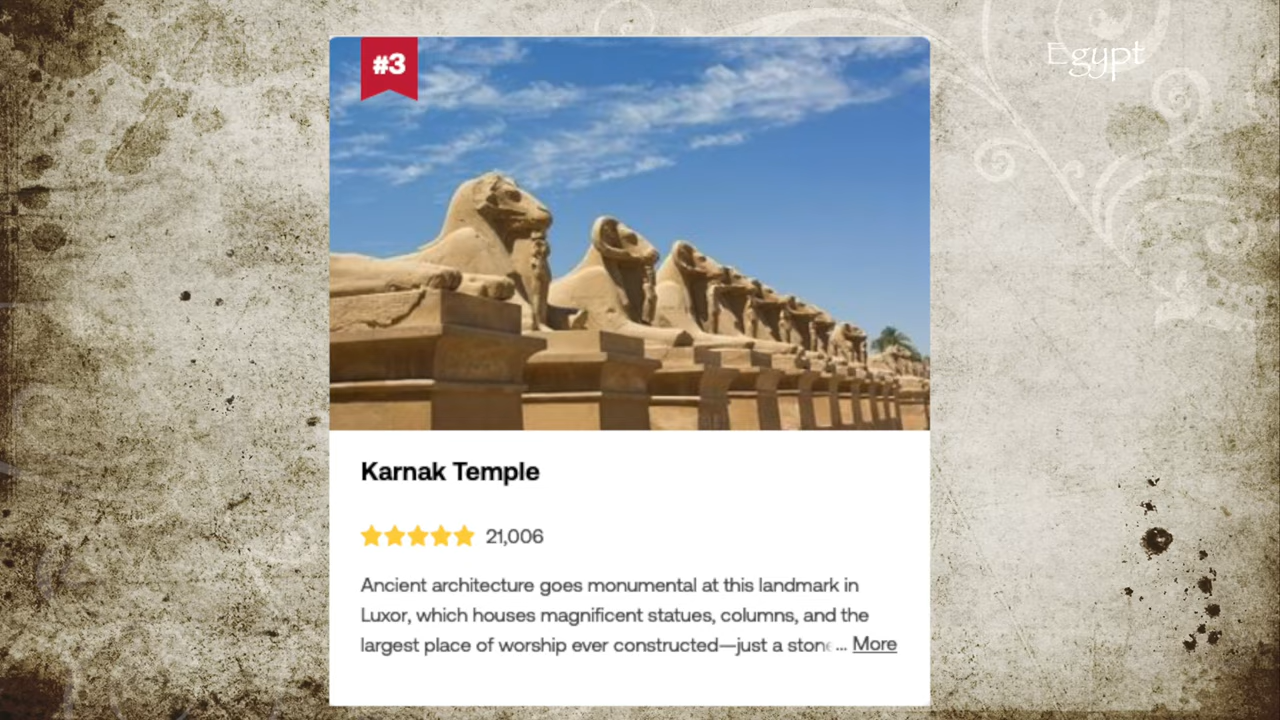 #3
Egypt
Karnak Temple
21,006
Ancient architecture goes monumental at this landmark in
Luxor, which houses magnificent statues, columns, and the
largest place of worship ever constructed—just a ston ... More